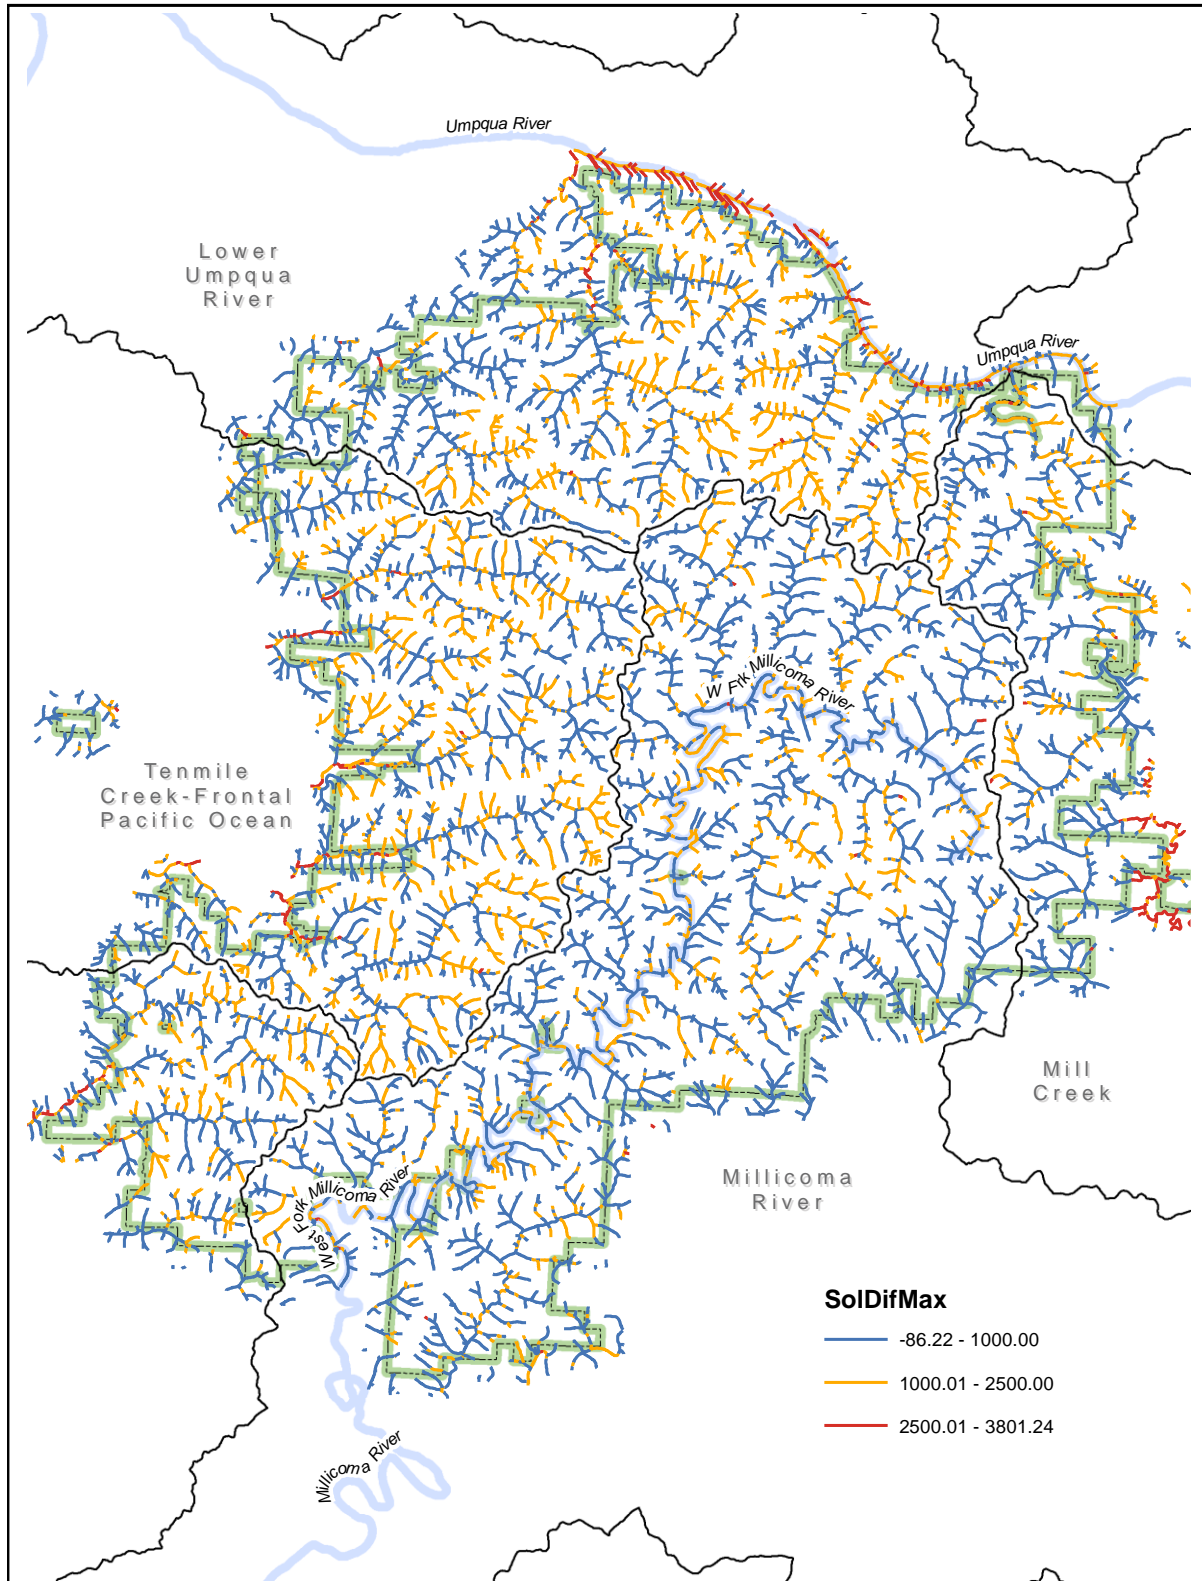 Umpqua River
Lower
Umpqua
River
Umpqua River
W Frk Millicoma River
Tenmile
Creek-Frontal
Pacific Ocean
Mill
Creek
Millicoma
River
West Fork Millicoma River
SolDifMax
-86.22 - 1000.00
1000.01 - 2500.00
2500.01 - 3801.24
Millicoma River